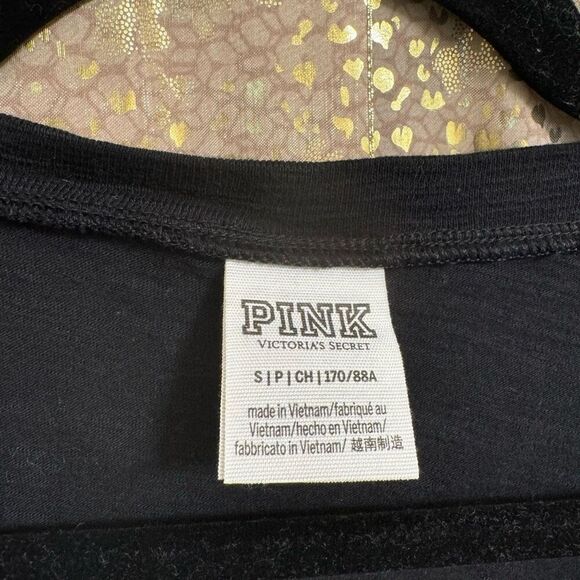 PINK
VICTORIA'S SECRET
S | P | CH | 170/88A
made in Vietnam/fabriqué au
Vietnam/hecho en Vietnam/
fabbricato in Vietnam/ 越南制造